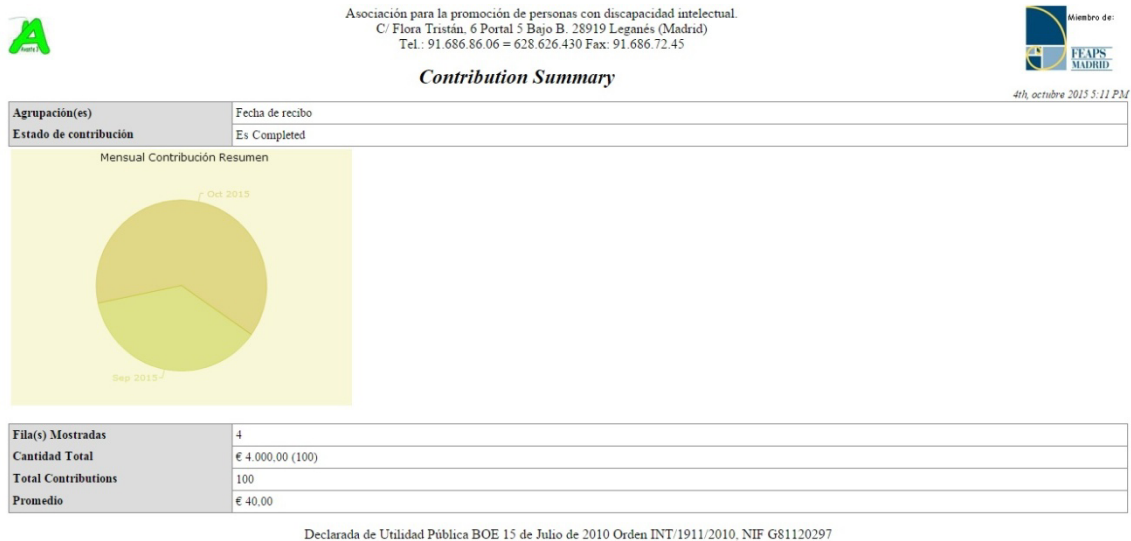 Asociación para la promoción de personas con discapacidad intelectual.
C/ Flora Tristán, 6 Portal 5 Bajo B. 28919 Leganés (Madrid)
Tel.: 91.686.86.06 = 628.626.430 Fax: 91.686.72.45
Miembro de:
FEAPS
MADRID
Contribution Summary
4th, octubre 2015 5:11 PM
Agrupación(es) Fecha de recibo
Estado de contribución Es Completed
Mensual Contribución Resumen
Oct 2015
Sep 2015
Fila(s) Mostradas 4
Cantidad Total € 4.000,00 (100)
Total Contributions 100
Promedio € 40,00
Declarada de Utilidad Pública BOE 15 de Julio de 2010 Orden INT/1911/2010, NIF G81120297